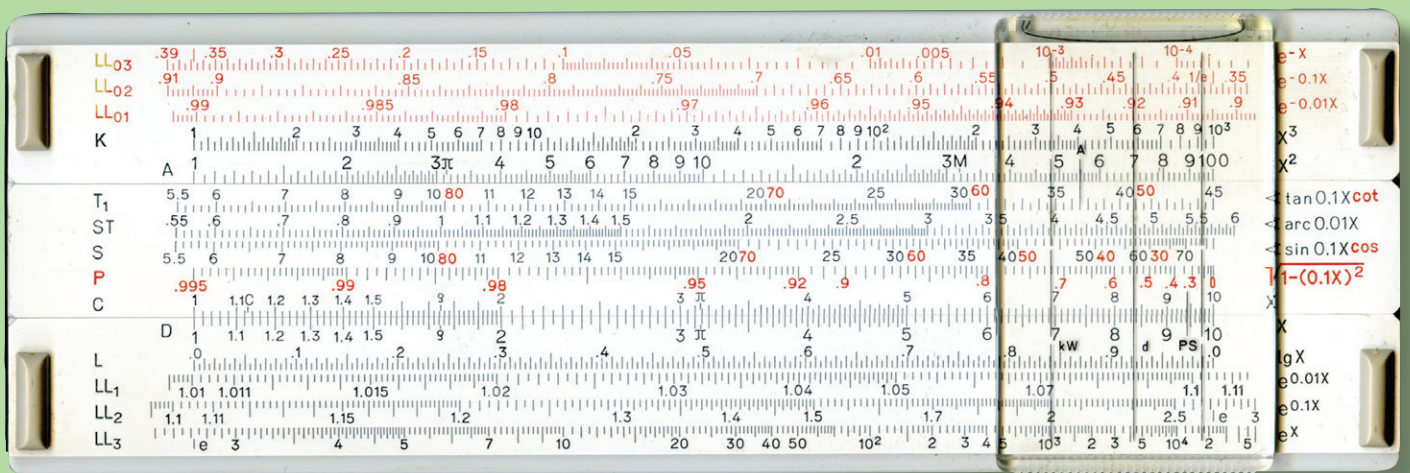 LL03 .39 .35 .3 .25 .2 .15 .1 .05 .01 .005 10-3 10-4 e-X
LL02 .91 .9 .85 .8 .75 .7 .65 .6 .55 .5 .45 .4 1/e .35 e-0.1X
LL01 .99 .985 .98 .97 .96 .95 .94 .93 .92 .91 .9 e-0.01X
K 1 2 3 4 5 6 7 8 9 10 2 3 4 5 6 7 8 9 10² 2 3 4 5 6 7 8 9 10³ X³
A 1 2 3 π 4 5 6 7 8 9 10 2 3 M 4 5 A 6 7 8 9 100 X²
T1 5.5 6 7 8 9 10 80 11 12 13 14 15 20 70 25 30 60 35 40 50 45 ∢ tan 0.1X cot
ST .55 .6 .7 .8 .9 1 1.1 1.2 1.3 1.4 1.5 2 2.5 3 3.5 4 4.5 5 5.5 6 ∢ arc 0.01X
S 5.5 6 7 8 9 10 80 11 12 13 14 15 20 70 25 30 60 35 40 50 50 40 60 30 70 ∢ sin 0.1X cos
P .995 .99 .98 .95 .92 .9 .8 .7 .6 .5 .4 .3 0 √1-(0.1X)²
C 1 1.1 C 1.2 1.3 1.4 1.5 2 3 π 4 5 6 7 8 9 10 X
D 1 1.1 1.2 1.3 1.4 1.5 2 3 π 4 5 6 7 8 9 10 X
kW d PS
L .0 .1 .2 .3 .4 .5 .6 .7 .8 .9 .0 lg X
LL1 1.01 1.011 1.015 1.02 1.03 1.04 1.05 1.07 1.1 1.11 e0.01X
LL2 1.1 1.11 1.15 1.2 1.3 1.4 1.5 1.7 2 2.5 e 3 e0.1X
LL3 e 3 4 5 7 10 20 30 40 50 10² 2 3 4 5 10³ 2 3 5 10⁴ 2 5 eX